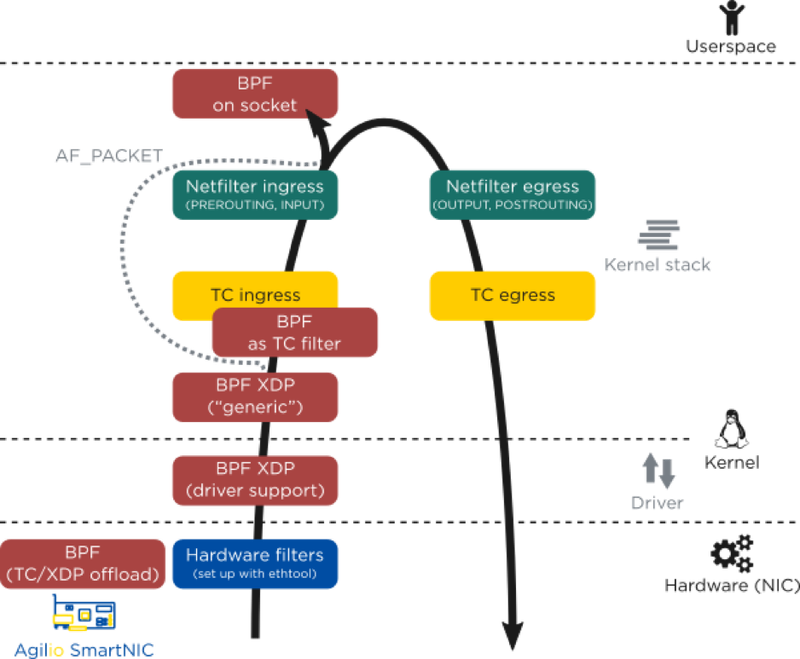 Userspace
BPF
on socket
AF_PACKET
Netfilter ingress
(PREROUTING, INPUT)
Netfilter egress
(OUTPUT, POSTROUTING)
Kernel stack
TC ingress
TC egress
BPF
as TC filter
BPF XDP
(“generic”)
Kernel
BPF XDP
(driver support)
Driver
BPF
(TC/XDP offload)
Hardware filters
(set up with ethtool)
Hardware (NIC)
Agilio SmartNIC